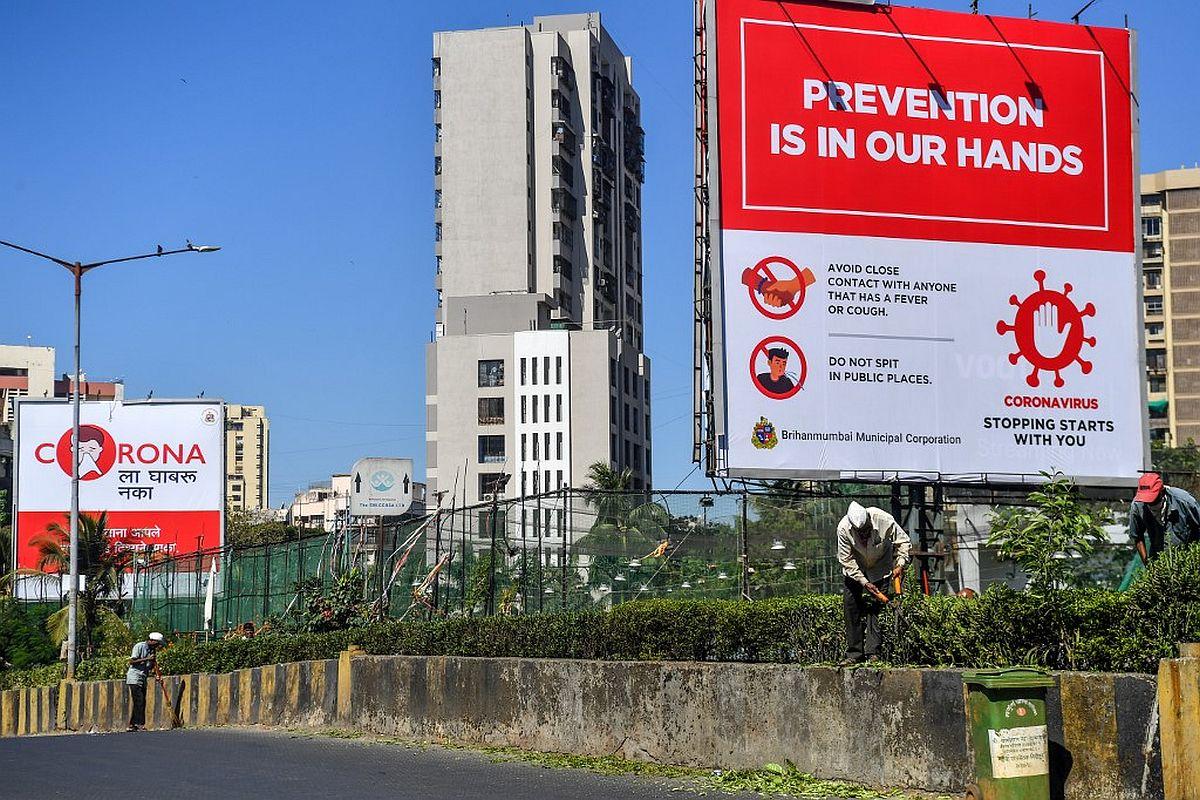 PREVENTION
IS IN OUR HANDS
AVOID CLOSE
CONTACT WITH ANYONE
THAT HAS A FEVER
OR COUGH.
DO NOT SPIT
IN PUBLIC PLACES.
CORONAVIRUS
STOPPING STARTS
WITH YOU
Brihanmumbai Municipal Corporation
CORONA
ला घाबरू
नका
आपले